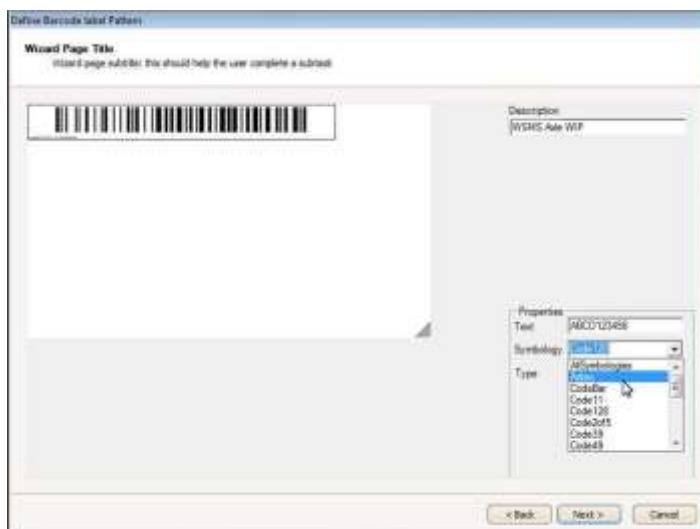 Define Barcode label Pattern
Wizard Page Title
Wizard page subtitle: this should help the user complete a subtask
Description
WSMS Axle WIP
Properties
Text
ABCD123456
Symbology
Type
AllSymbologies
Aztec
CodaBar
Code11
Code128
Code2of5
Code39
Code49
< Back
Next >
Cancel